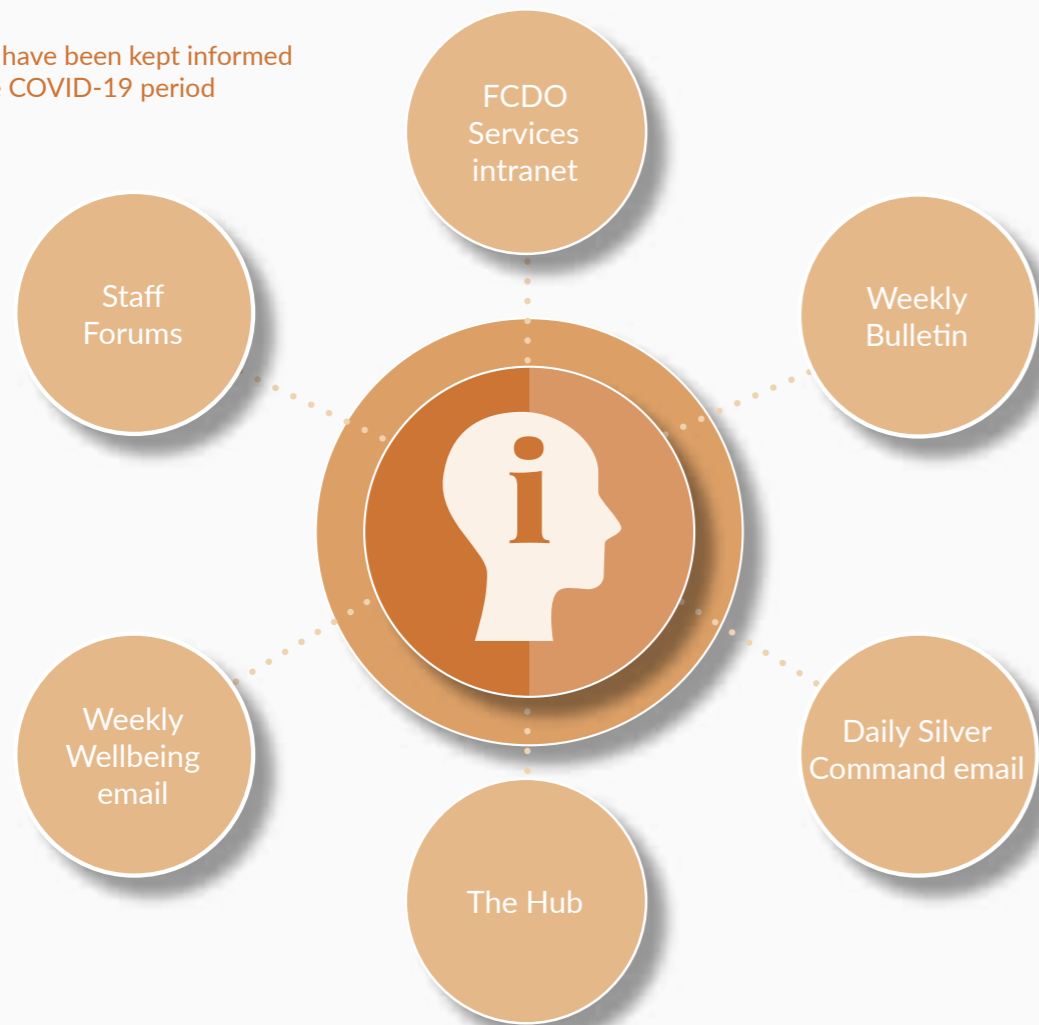 have been kept informed
COVID-19 period
FCDO
Services
intranet
Staff
Forums
Weekly
Bulletin
i
Weekly
Wellbeing
email
Daily Silver
Command email
The Hub